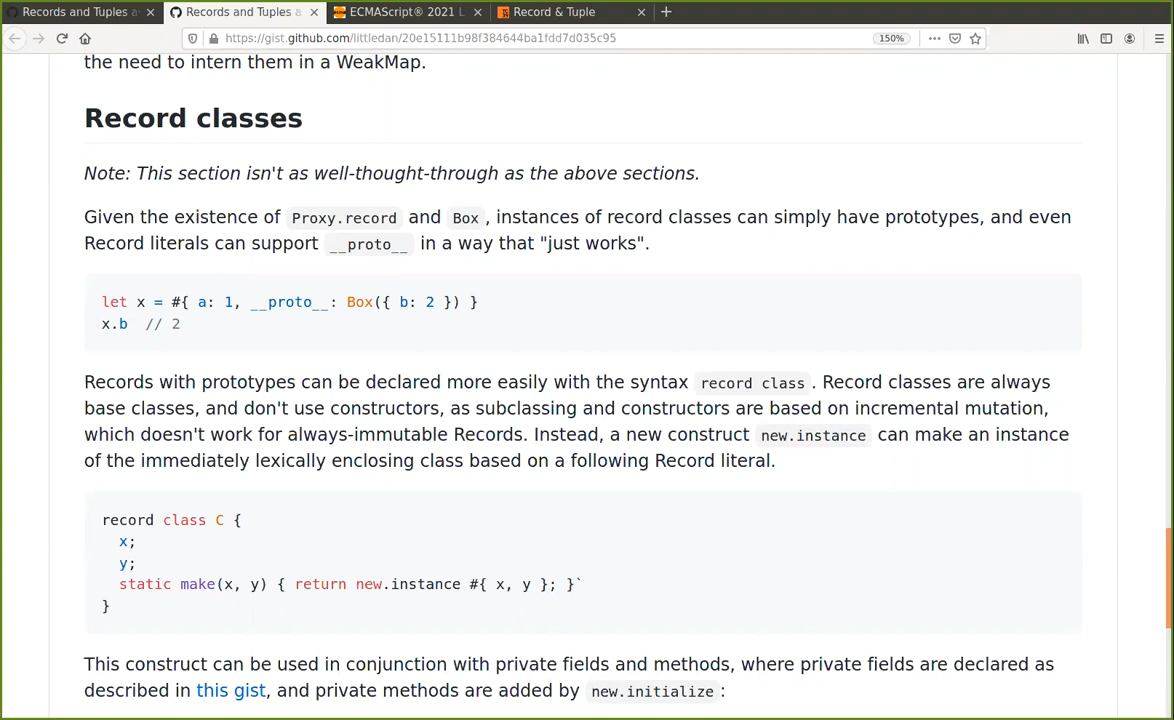 Records and Tuples a
Records and Tuples a
ECMAScript® 2021 L
Record & Tuple
https://gist.github.com/littledan/20e15111b98f384644ba1fdd7d035c95
150%
the need to intern them in a WeakMap.
Record classes
Note: This section isn't as well-thought-through as the above sections.
Given the existence of Proxy.record and Box, instances of record classes can simply have prototypes, and even
Record literals can support __proto__ in a way that "just works".
let x = #{ a: 1, __proto__: Box({ b: 2 }) }
x.b // 2
Records with prototypes can be declared more easily with the syntax record class. Record classes are always
base classes, and don't use constructors, as subclassing and constructors are based on incremental mutation,
which doesn't work for always-immutable Records. Instead, a new construct new.instance can make an instance
of the immediately lexically enclosing class based on a following Record literal.
record class C {
x;
y;
static make(x, y) { return new.instance #{ x, y }; }`
}
This construct can be used in conjunction with private fields and methods, where private fields are declared as
described in this gist, and private methods are added by new.initialize: